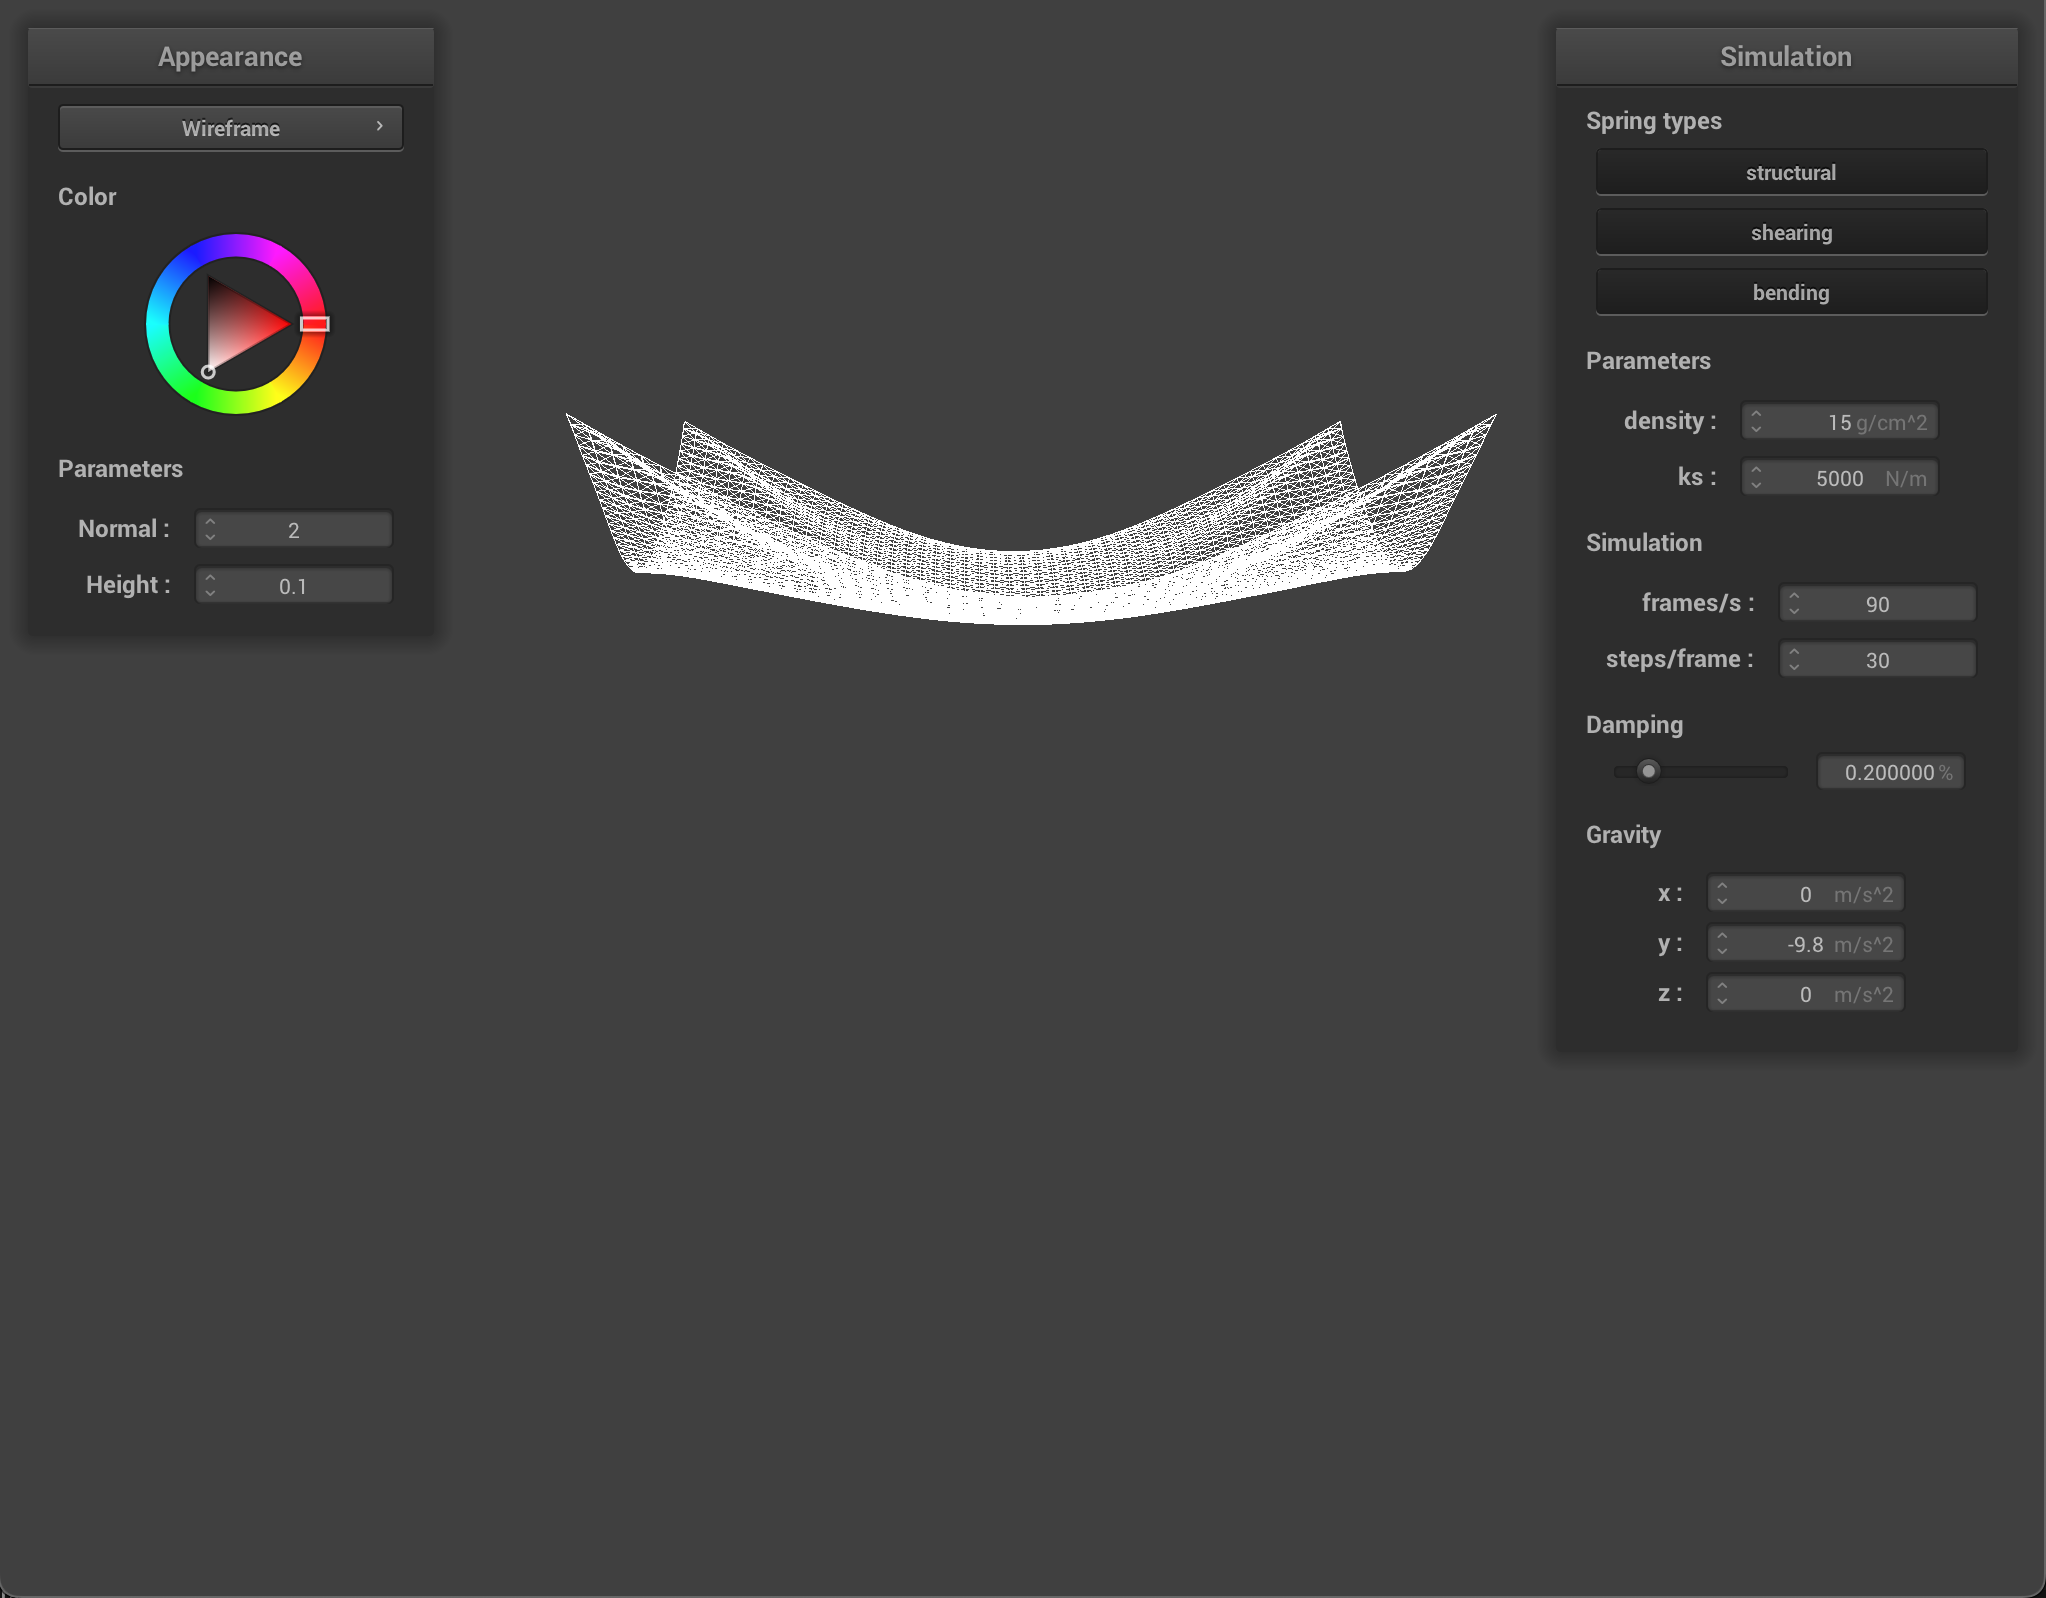 Appearance
Wireframe
Color
Parameters
Normal : 2
Height : 0.1
Simulation
Spring types
structural
shearing
bending
Parameters
density : 15 g/cm^2
ks : 5000 N/m
Simulation
frames/s : 90
steps/frame : 30
Damping
0.200000 %
Gravity
x : 0 m/s^2
y : -9.8 m/s^2
z : 0 m/s^2